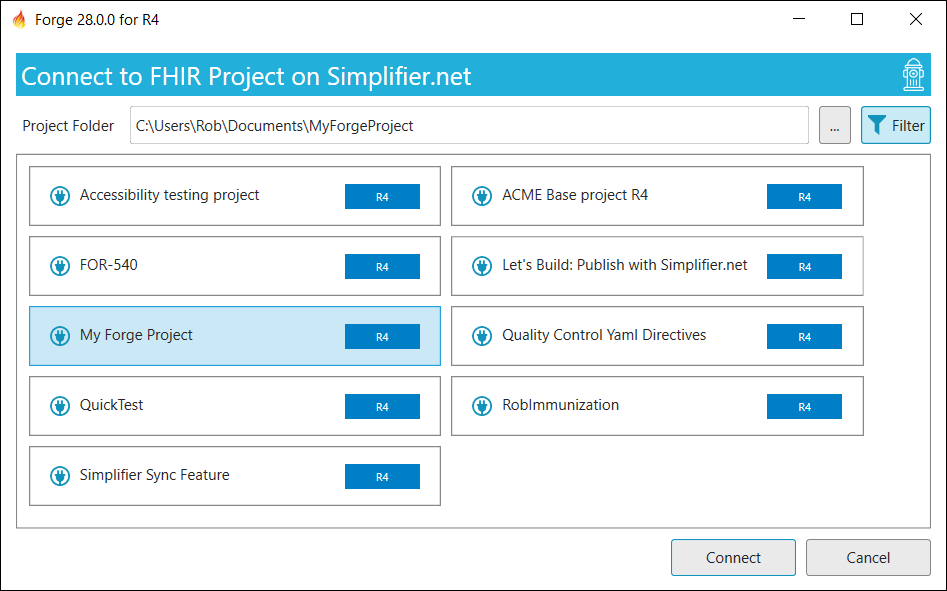 Forge 28.0.0 for R4
Connect to FHIR Project on Simplifier.net
Project Folder C:\Users\Rob\Documents\MyForgeProject ... Filter
Accessibility testing project R4 ACME Base project R4 R4
FOR-540 R4 Let's Build: Publish with Simplifier.net R4
My Forge Project R4 Quality Control Yaml Directives R4
QuickTest R4 RobImmunization R4
Simplifier Sync Feature R4
Connect Cancel